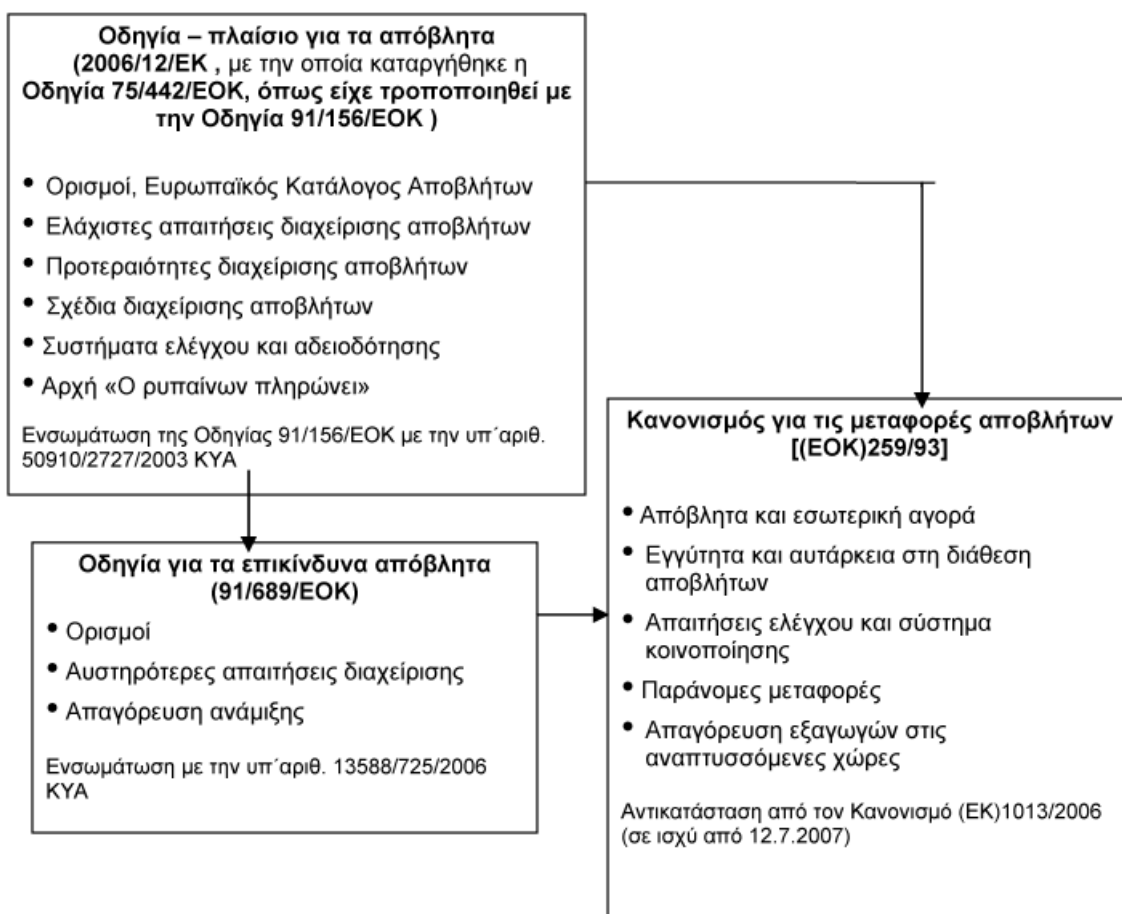 Οδηγία – πλαίσιο για τα απόβλητα
(2006/12/ΕΚ , με την οποία καταργήθηκε η
Οδηγία 75/442/ΕΟΚ, όπως είχε τροποποιηθεί με
την Οδηγία 91/156/ΕΟΚ )
• Ορισμοί, Ευρωπαϊκός Κατάλογος Αποβλήτων
• Ελάχιστες απαιτήσεις διαχείρισης αποβλήτων
• Προτεραιότητες διαχείρισης αποβλήτων
• Σχέδια διαχείρισης αποβλήτων
• Συστήματα ελέγχου και αδειοδότησης
• Αρχή «Ο ρυπαίνων πληρώνει»
Ενσωμάτωση της Οδηγίας 91/156/ΕΟΚ με την υπ΄αριθ.
50910/2727/2003 ΚΥΑ
Οδηγία για τα επικίνδυνα απόβλητα
(91/689/ΕΟΚ)
• Ορισμοί
• Αυστηρότερες απαιτήσεις διαχείρισης
• Απαγόρευση ανάμιξης
Ενσωμάτωση με την υπ΄αριθ. 13588/725/2006
ΚΥΑ
Κανονισμός για τις μεταφορές αποβλήτων
[(ΕΟΚ)259/93]
• Απόβλητα και εσωτερική αγορά
• Εγγύτητα και αυτάρκεια στη διάθεση
αποβλήτων
• Απαιτήσεις ελέγχου και σύστημα
κοινοποίησης
• Παράνομες μεταφορές
• Απαγόρευση εξαγωγών στις
αναπτυσσόμενες χώρες
Αντικατάσταση από τον Κανονισμό (ΕΚ)1013/2006
(σε ισχύ από 12.7.2007)